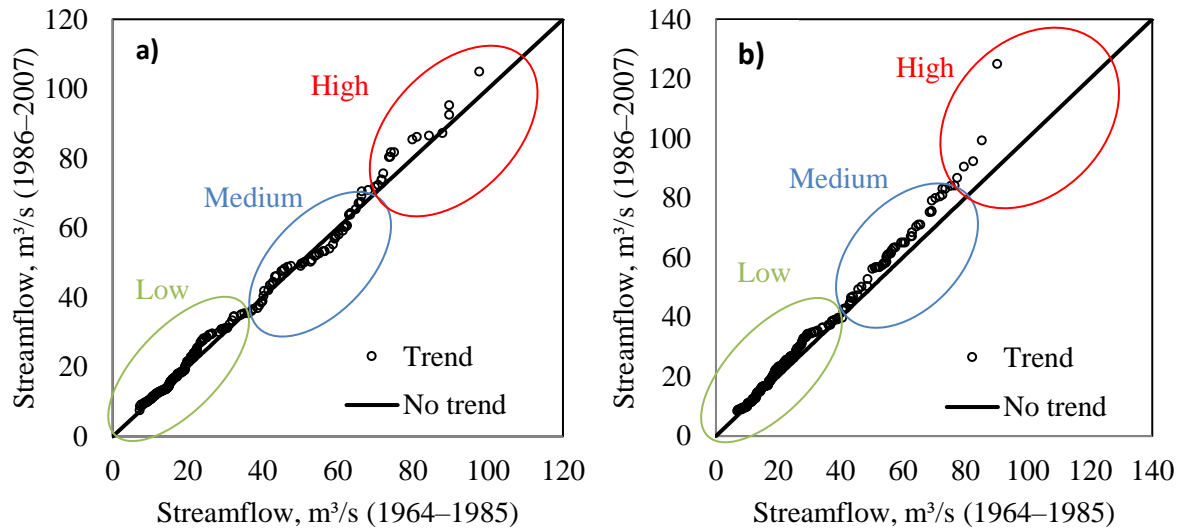 a)
High
Medium
Low
Trend
No trend
120
100
80
60
40
20
0
0 20 40 60 80 100 120
Streamflow, m³/s (1986–2007)
Streamflow, m³/s (1964–1985)
b)
High
Medium
Low
Trend
No trend
140
120
100
80
60
40
20
0
0 20 40 60 80 100 120 140
Streamflow, m³/s (1986–2007)
Streamflow, m³/s (1964–1985)